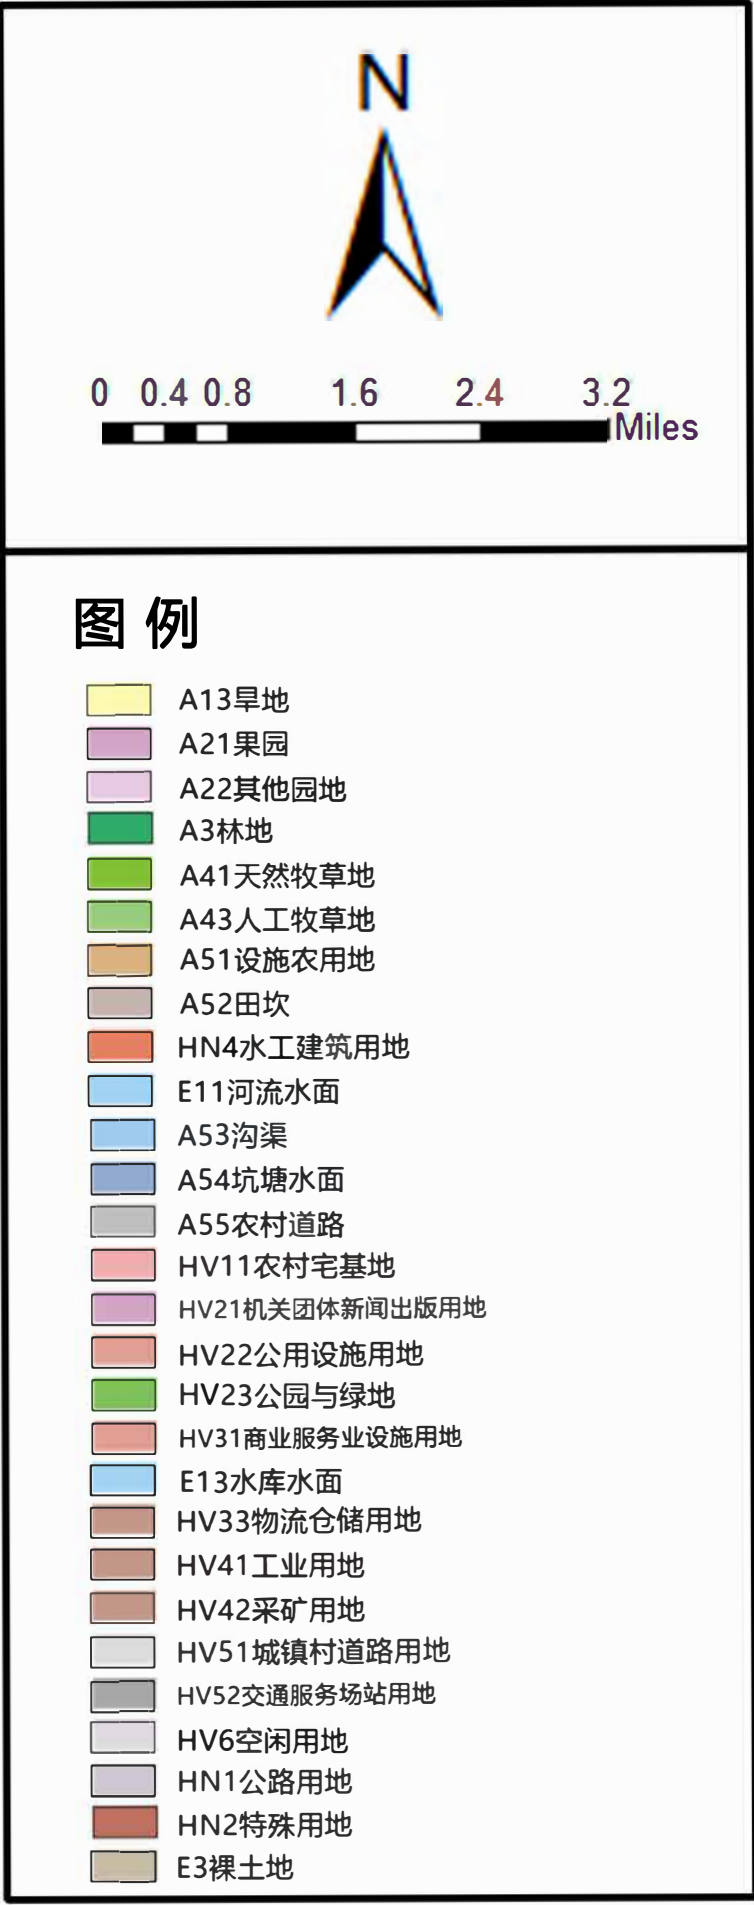 N
0 0.4 0.8 1.6 2.4 3.2
Miles
图 例
A13旱地
A21果园
A22其他园地
A3林地
A41天然牧草地
A43人工牧草地
A51设施农用地
A52田坎
HN4水工建筑用地
E11河流水面
A53沟渠
A54坑塘水面
A55农村道路
HV11农村宅基地
HV21机关团体新闻出版用地
HV22公用设施用地
HV23公园与绿地
HV31商业服务业设施用地
E13水库水面
HV33物流仓储用地
HV41工业用地
HV42采矿用地
HV51城镇村道路用地
HV52交通服务场站用地
HV6空闲用地
HN1公路用地
HN2特殊用地
E3裸土地